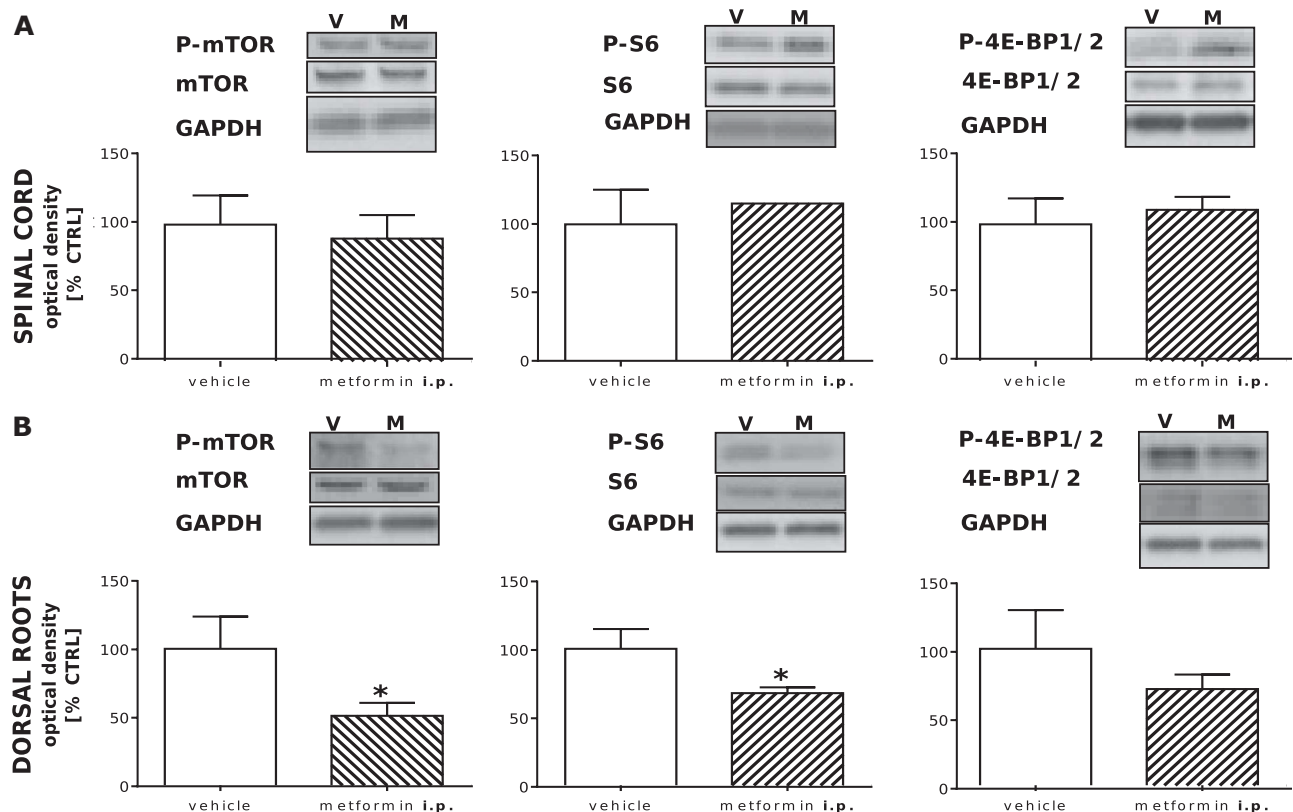 A
V M
P-mTOR
mTOR
GAPDH
V M
P-S6
S6
GAPDH
V M
P-4E-BP1/ 2
4E-BP1/ 2
GAPDH
SPINAL CORD
optical density
[% CTRL]
150
100
50
0
vehicle metformin i.p.
150
100
50
0
vehicle metformin i.p.
150
100
50
0
vehicle metformin i.p.
B
V M
P-mTOR
mTOR
GAPDH
V M
P-S6
S6
GAPDH
V M
P-4E-BP1/ 2
4E-BP1/ 2
GAPDH
DORSAL ROOTS
optical density
[% CTRL]
150
100
50
0
*
vehicle metformin i.p.
150
100
50
0
*
vehicle metformin i.p.
150
100
50
0
vehicle metformin i.p.